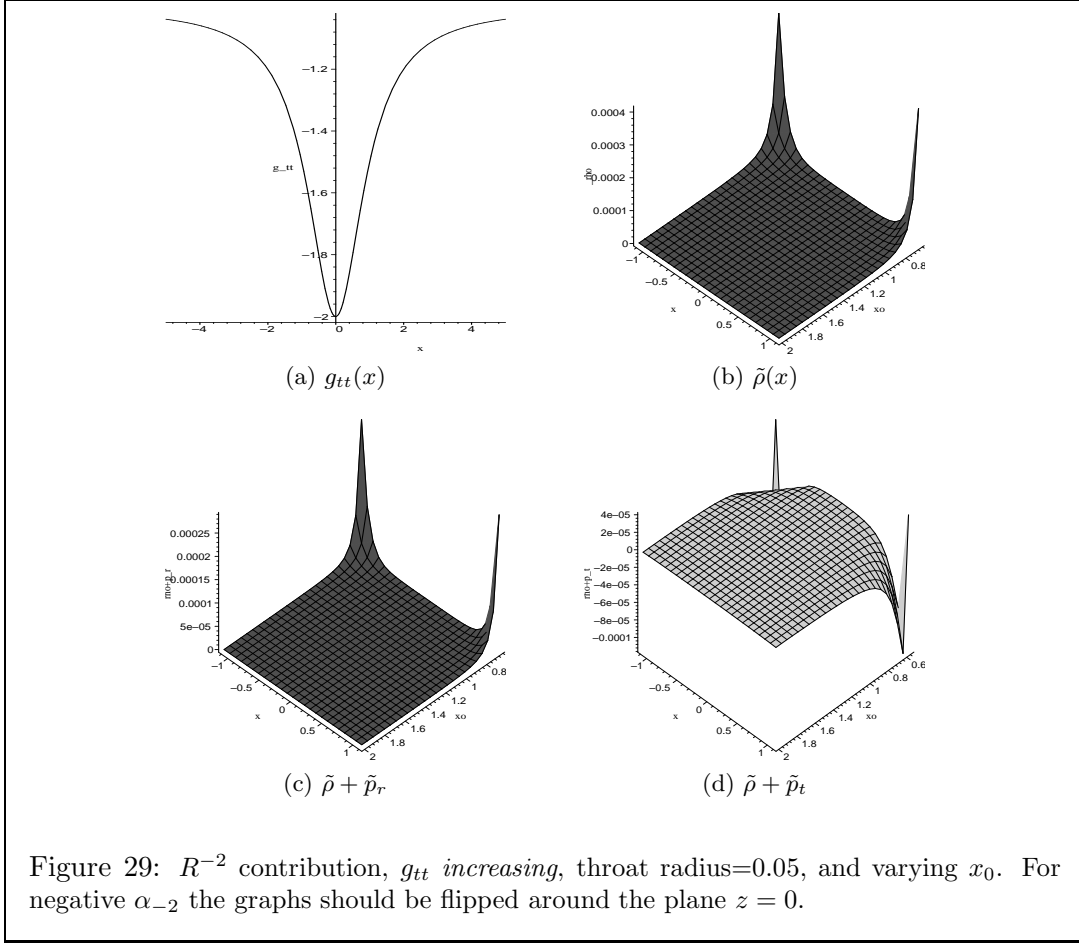 −1.2
−1.4
g_tt
−1.6
−1.8
−2
−4 −2 0 2 4
x
(a) g_{tt}(x)
0.0004
0.0003
0.0002
0.0001
0
−1
−0.5
0
0.5
1
x
2
1.8
1.6
1.4
1.2
1
0.8
xo
(b) ρ̃(x)
0.00025
0.0002
0.00015
rho+p_r
0.0001
5e−05
0
−1
−0.5
0
0.5
1
x
2
1.8
1.6
1.4
1.2
1
0.8
xo
(c) ρ̃ + p̃_r
4e−05
2e−05
0
−2e−05
rho+p_t
−4e−05
−6e−05
−8e−05
−0.0001
−1
−0.5
0
0.5
1
x
2
1.8
1.6
1.4
1.2
1
0.8
0.6
xo
(d) ρ̃ + p̃_t
Figure 29: R^{−2} contribution, g_{tt} increasing, throat radius=0.05, and varying x_0. For
negative α_{−2} the graphs should be flipped around the plane z = 0.